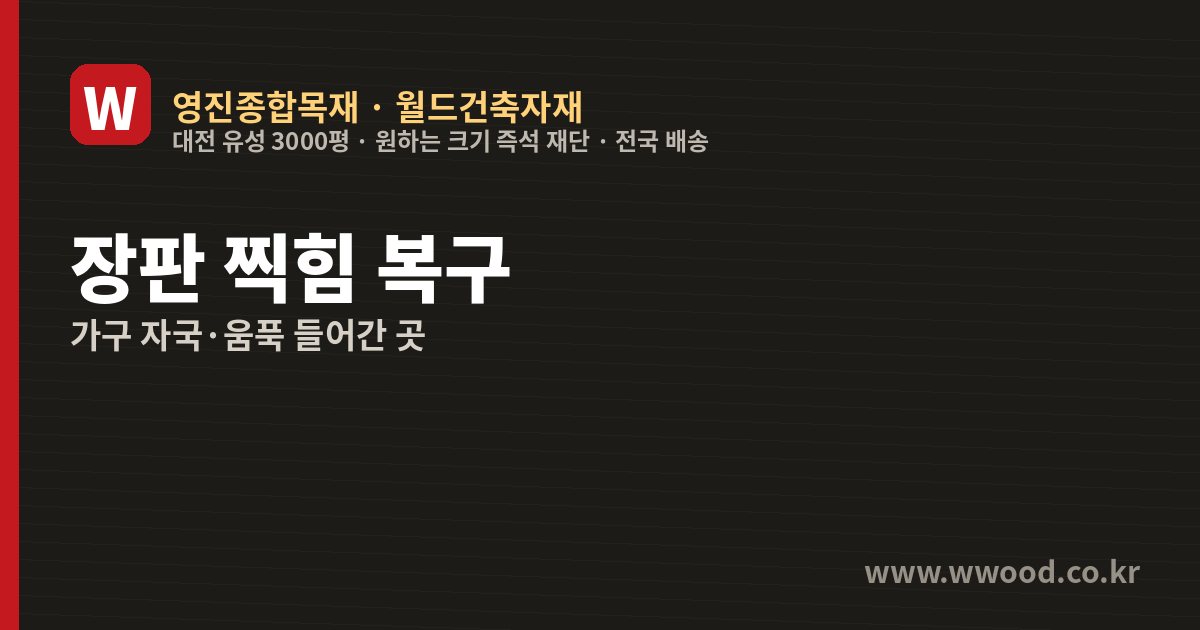 W
영진종합목재 · 월드건축자재
대전 유성 3000평 · 원하는 크기 즉석 재단 · 전국 배송
장판 찍힘 복구
가구 자국·움푹 들어간 곳
www.wwood.co.kr